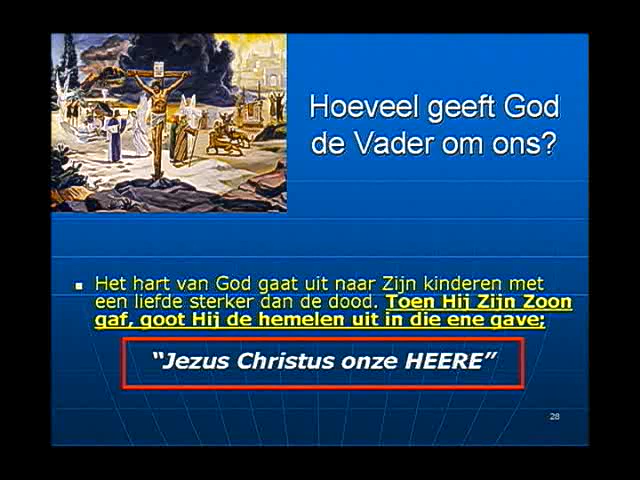 Hoeveel geeft God
de Vader om ons?
Het hart van God gaat uit naar Zijn kinderen met
een liefde sterker dan de dood. Toen Hij Zijn Zoon
gaf, goot Hij de hemelen uit in die ene gave;
“Jezus Christus onze HEERE”
28